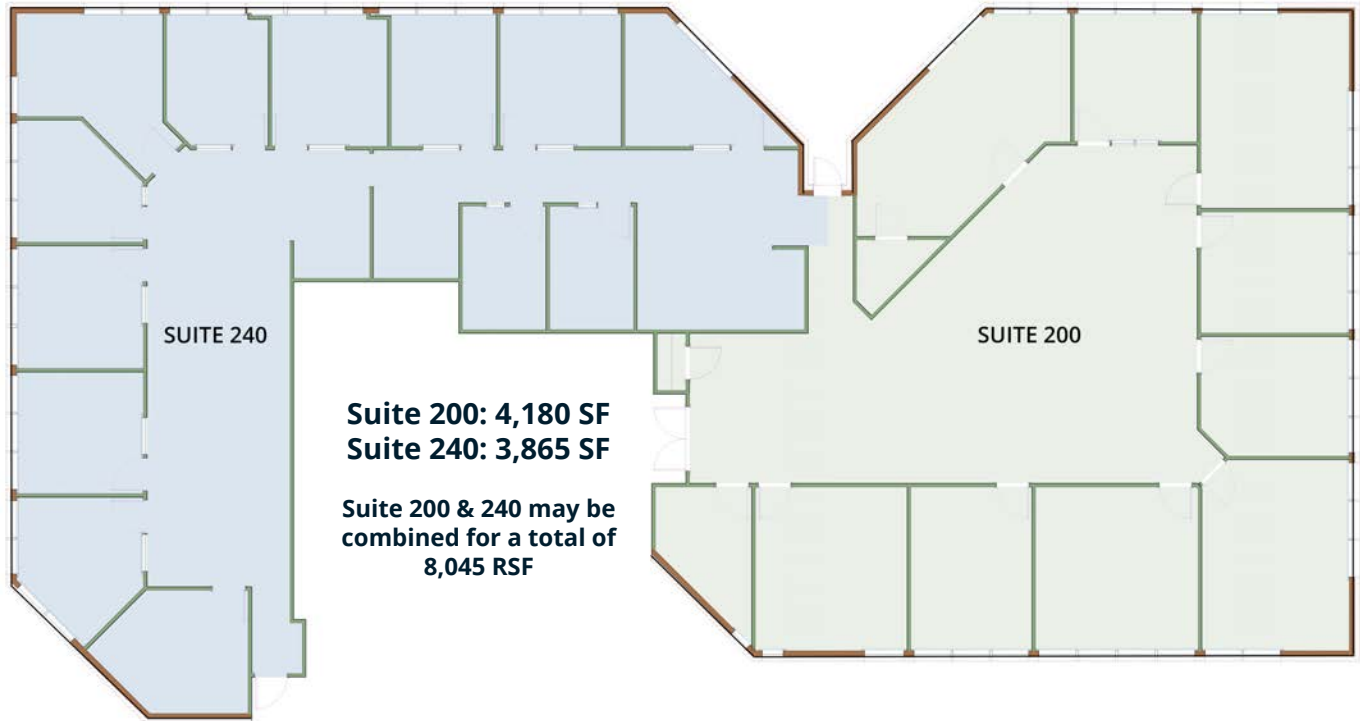 SUITE 240
SUITE 200
Suite 200: 4,180 SF
Suite 240: 3,865 SF
Suite 200 & 240 may be
combined for a total of
8,045 RSF